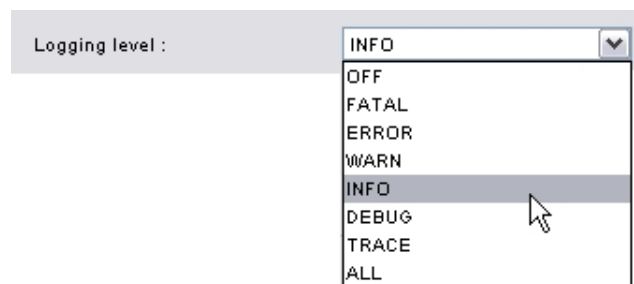 Logging level : INFO
OFF
FATAL
ERROR
WARN
INFO
DEBUG
TRACE
ALL